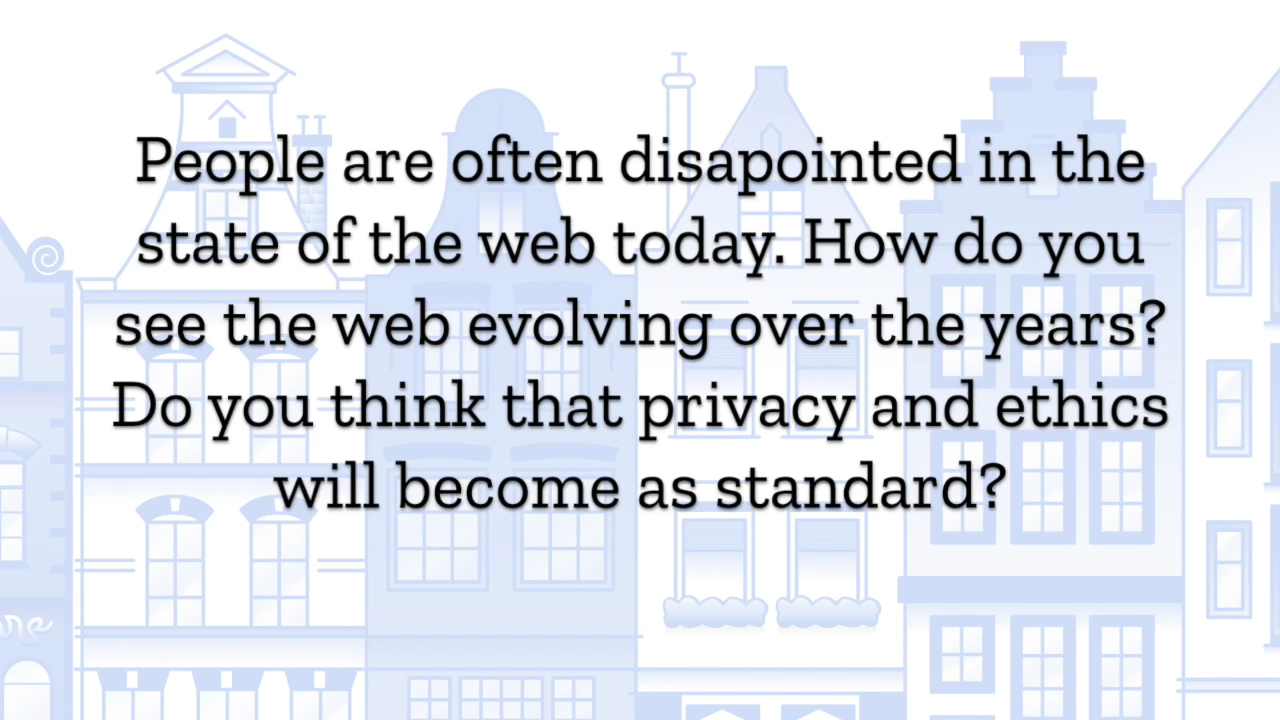 People are often disapointed in the
state of the web today. How do you
see the web evolving over the years?
Do you think that privacy and ethics
will become as standard?